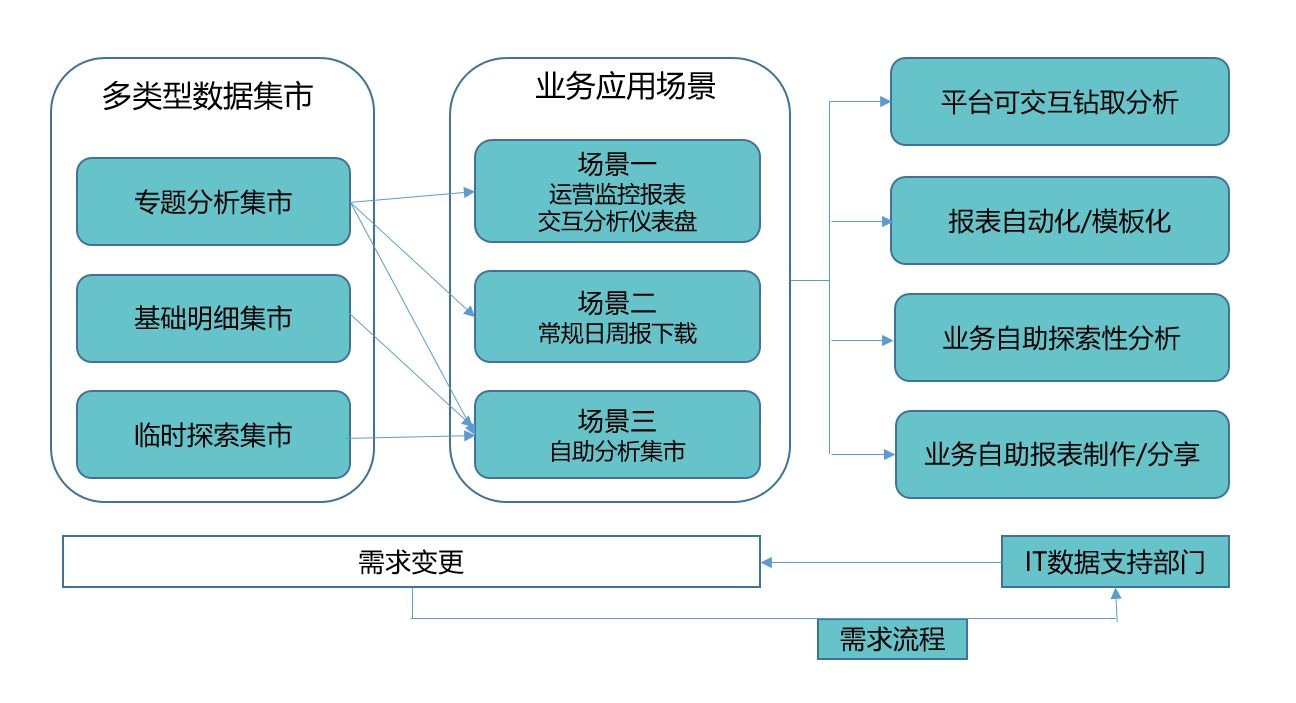 多类型数据集市
专题分析集市
基础明细集市
临时探索集市
业务应用场景
场景一
运营监控报表
交互分析仪表盘
场景二
常规日周报下载
场景三
自助分析集市
平台可交互钻取分析
报表自动化/模板化
业务自助探索性分析
业务自助报表制作/分享
需求变更
IT数据支持部门
需求流程